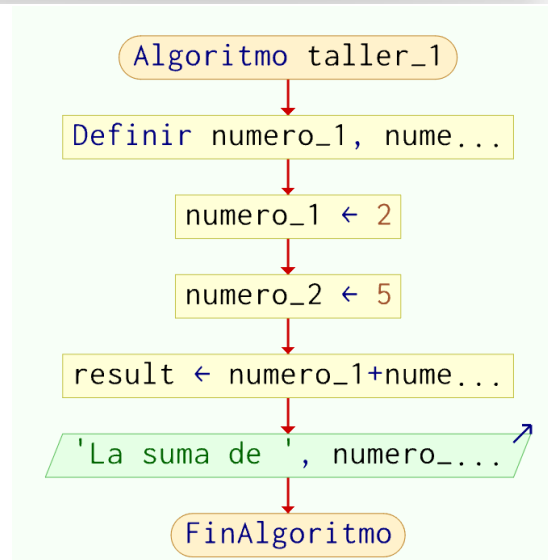 Algoritmo taller_1
Definir numero_1, nume...
numero_1 ← 2
numero_2 ← 5
result ← numero_1+nume...
'La suma de ', numero_...
FinAlgoritmo